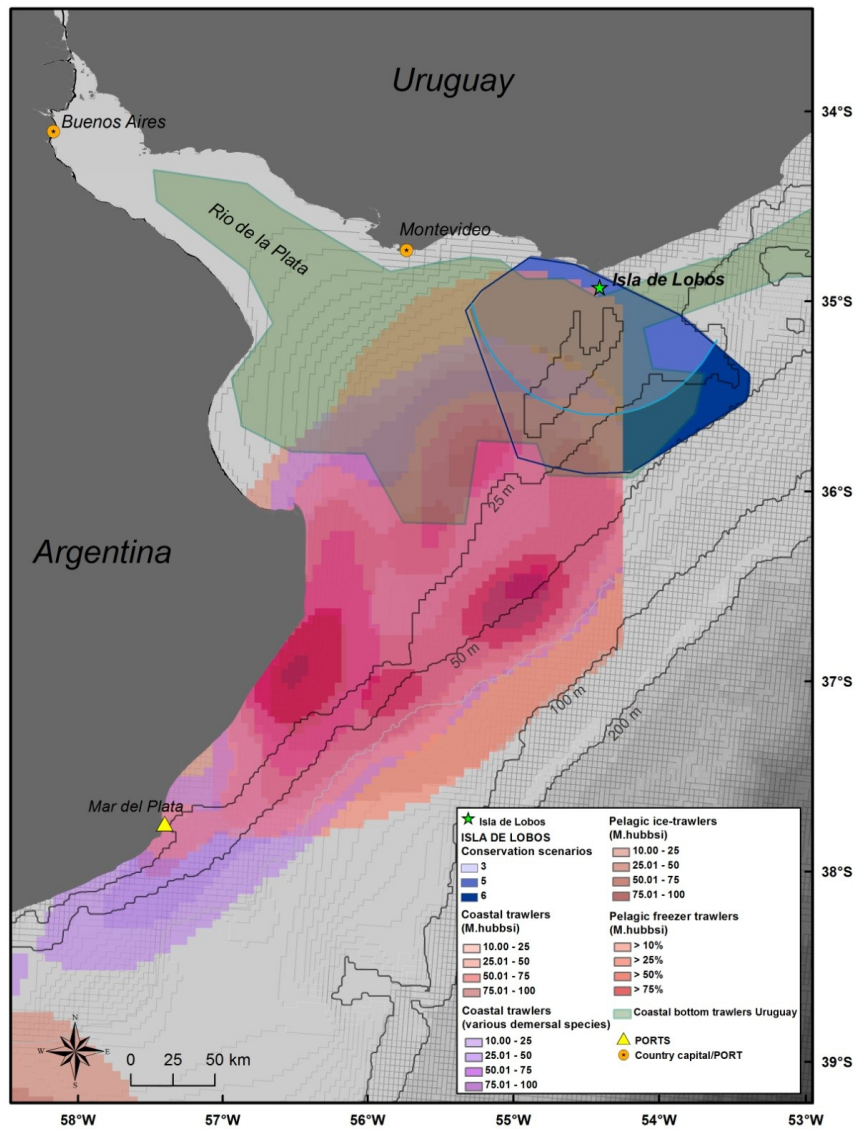 Uruguay
34°S
Buenos Aires
Rio de la Plata
Montevideo
Isla de Lobos
35°S
25 m
36°S
Argentina
50 m
37°S
100 m
200 m
Mar del Plata
38°S
Isla de Lobos
ISLA DE LOBOS
Conservation scenarios
3
5
6
Coastal trawlers
(M.hubbsi)
10.00 - 25
25.01 - 50
50.01 - 75
75.01 - 100
Coastal trawlers
(various demersal species)
10.00 - 25
25.01 - 50
50.01 - 75
75.01 - 100
Pelagic ice-trawlers
(M.hubbsi)
10.00 - 25
25.01 - 50
50.01 - 75
75.01 - 100
Pelagic freezer trawlers
(M.hubbsi)
> 10%
> 25%
> 50%
> 75%
Coastal bottom trawlers Uruguay
PORTS
Country capital/PORT
N
W E
S
0 25 50 km
39°S
58°W 57°W 56°W 55°W 54°W 53°W